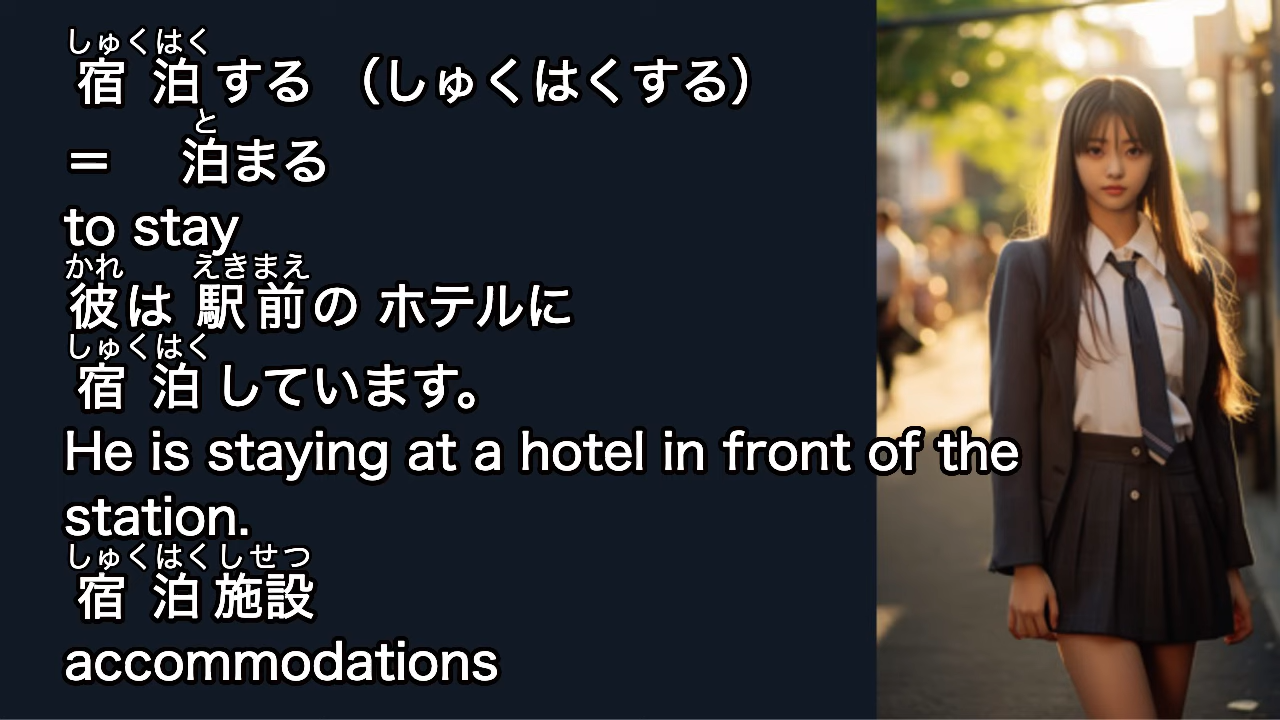 しゅくはく
宿泊する （しゅくはくする）
と
＝ 泊まる
to stay
かれ えきまえ
彼は 駅前の ホテルに
しゅくはく
宿泊しています。
He is staying at a hotel in front of the
station.
しゅくはくしせつ
宿泊施設
accommodations